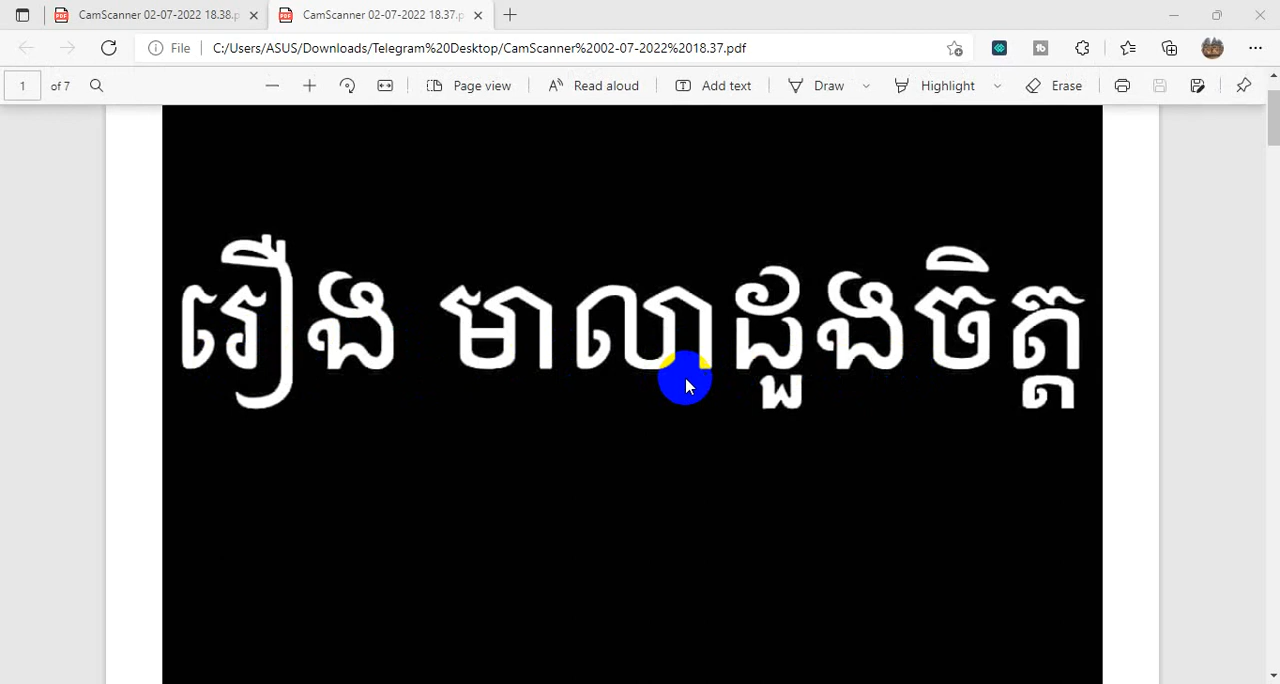 CamScanner 02-07-2022 18.38.p
CamScanner 02-07-2022 18.37.p
File
C:/Users/ASUS/Downloads/Telegram%20Desktop/CamScanner%2002-07-2022%2018.37.pdf
1 of 7
Page view
Read aloud
Add text
Draw
Highlight
Erase
រឿង មាលាដួងចិត្ត